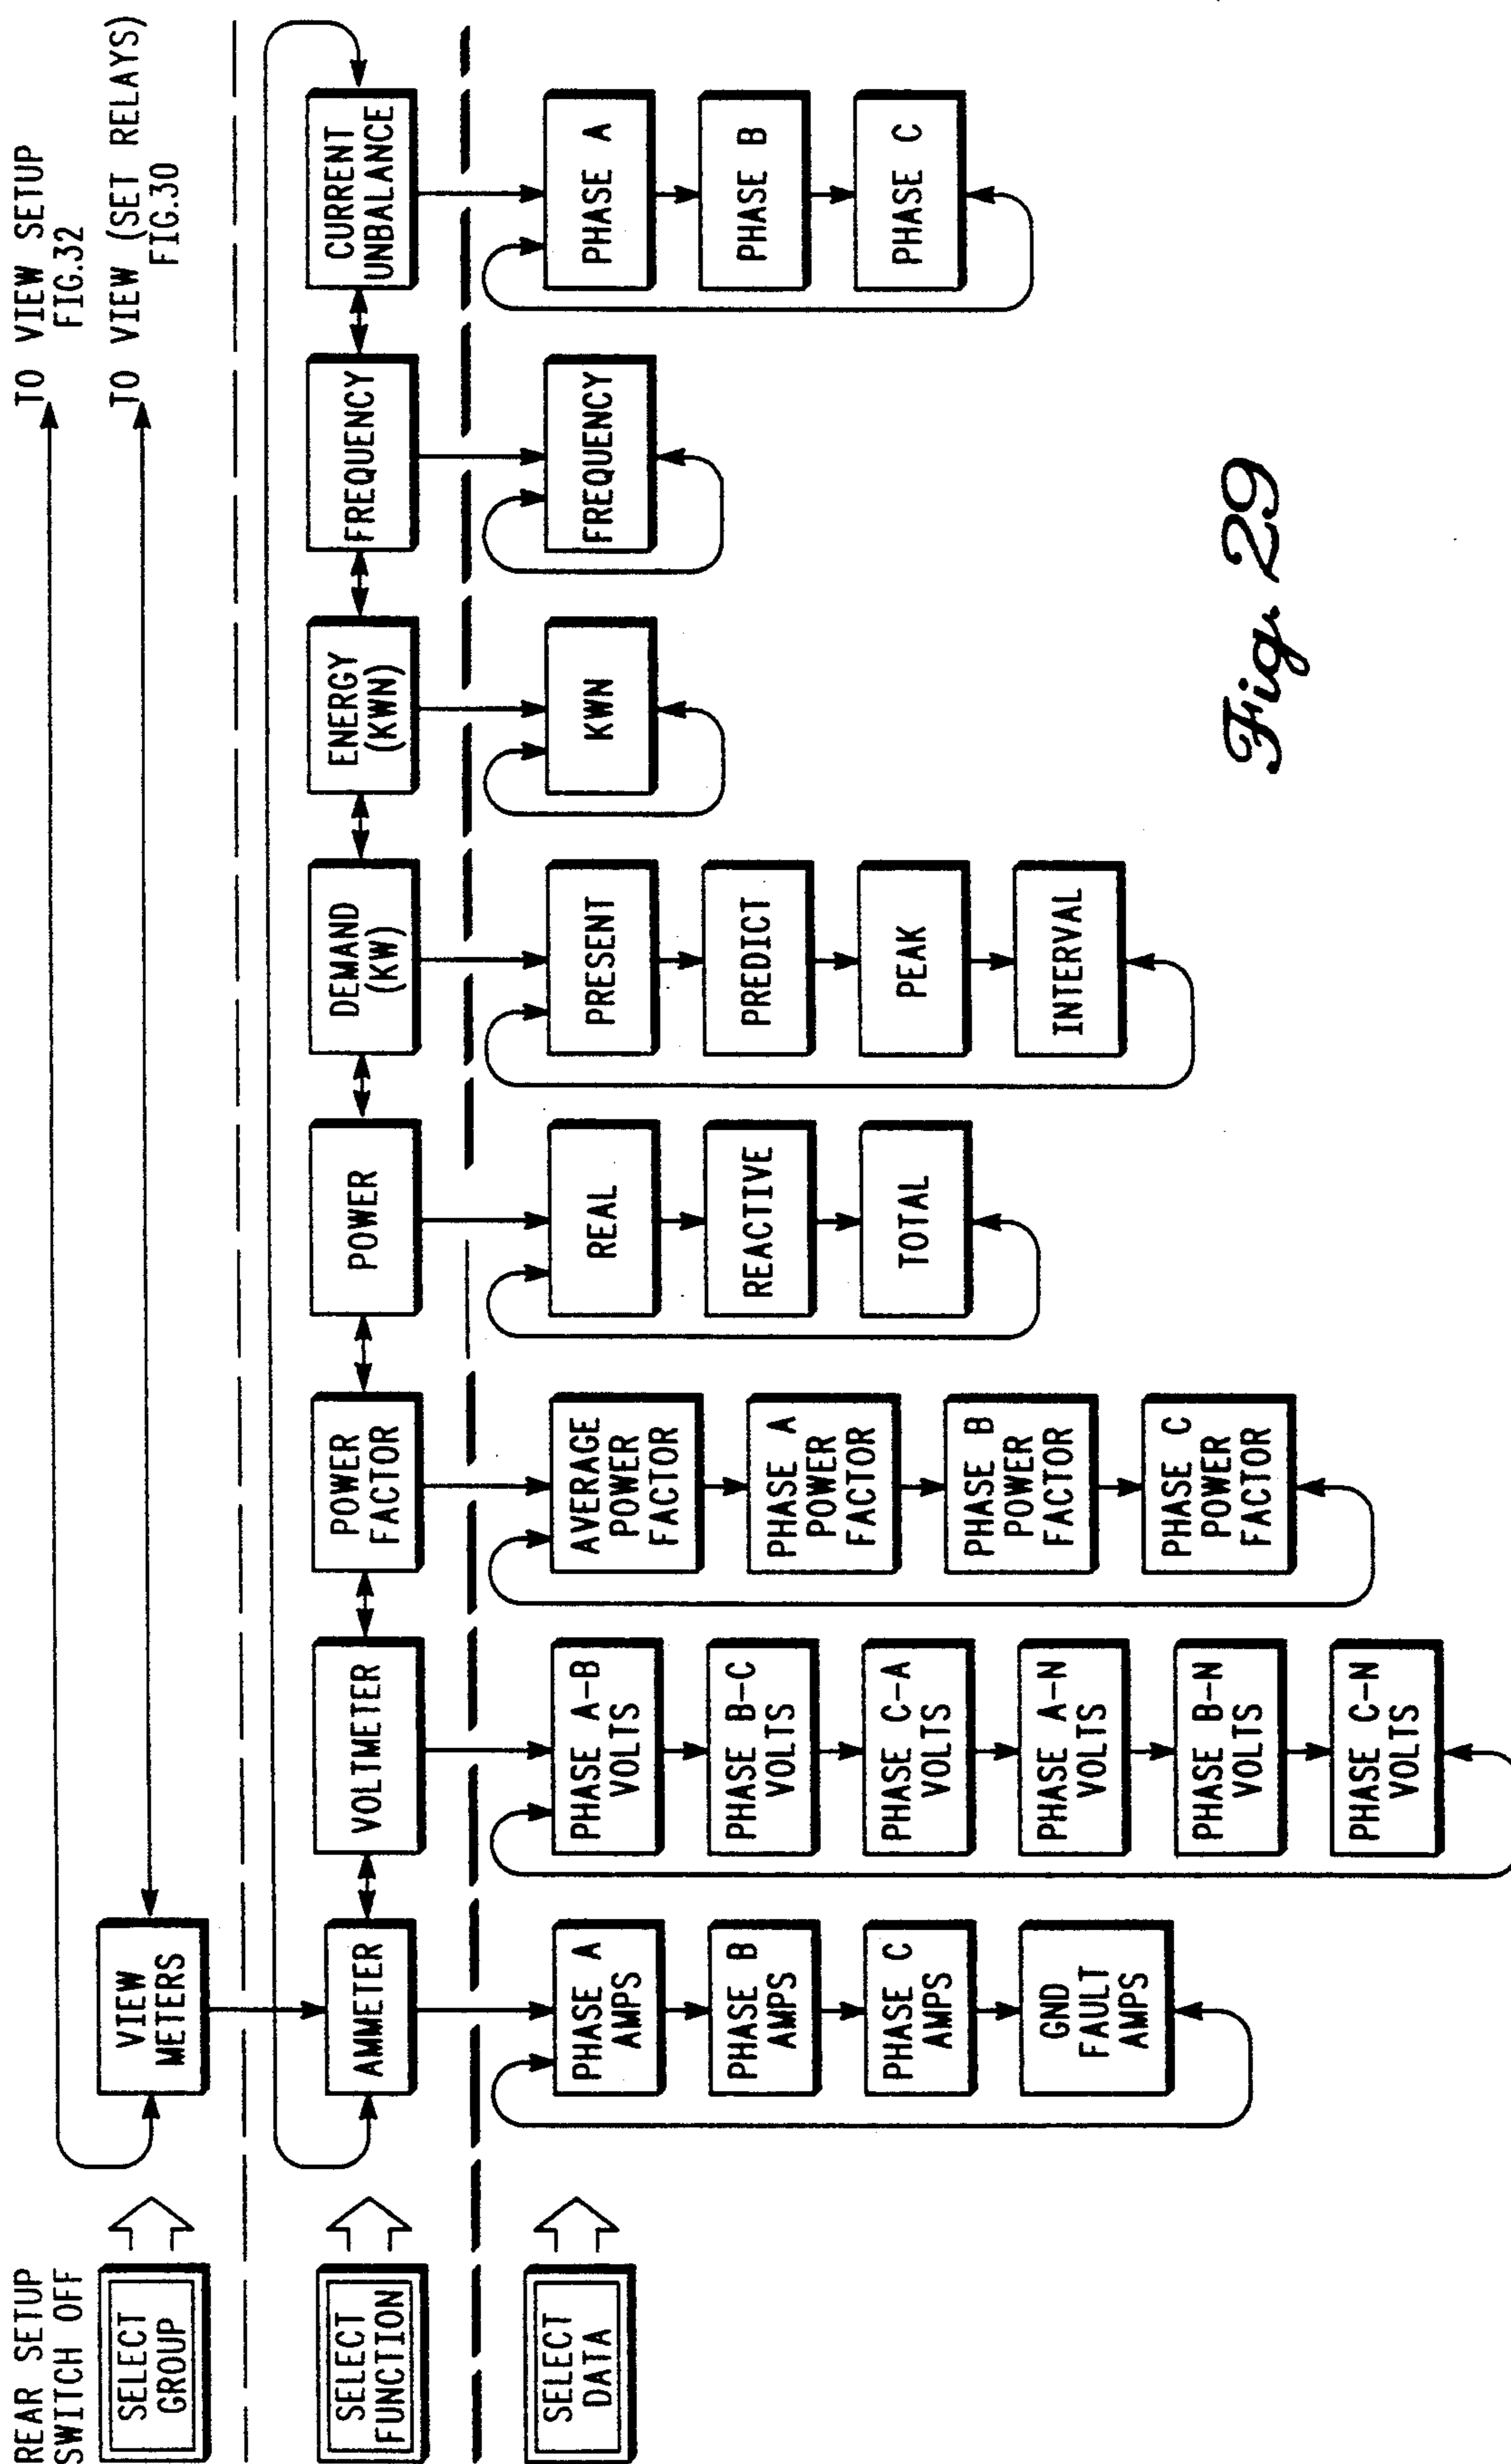 REAR SETUP
SWITCH OFF
TO VIEW SETUP
FIG.32
TO VIEW (SET RELAYS)
FIG.30
SELECT
GROUP
VIEW
METERS
SELECT
FUNCTION
AMMETER
VOLTMETER
POWER
FACTOR
POWER
DEMAND
(KW)
ENERGY
(KWN)
FREQUENCY
CURRENT
UNBALANCE
SELECT
DATA
PHASE A
AMPS
PHASE B
AMPS
PHASE C
AMPS
GND
FAULT
AMPS
PHASE A-B
VOLTS
PHASE B-C
VOLTS
PHASE C-A
VOLTS
PHASE A-N
VOLTS
PHASE B-N
VOLTS
PHASE C-N
VOLTS
AVERAGE
POWER
FACTOR
PHASE A
POWER
FACTOR
PHASE B
POWER
FACTOR
PHASE C
POWER
FACTOR
REAL
REACTIVE
TOTAL
PRESENT
PREDICT
PEAK
INTERVAL
KWN
FREQUENCY
PHASE A
PHASE B
PHASE C
Fig. 29